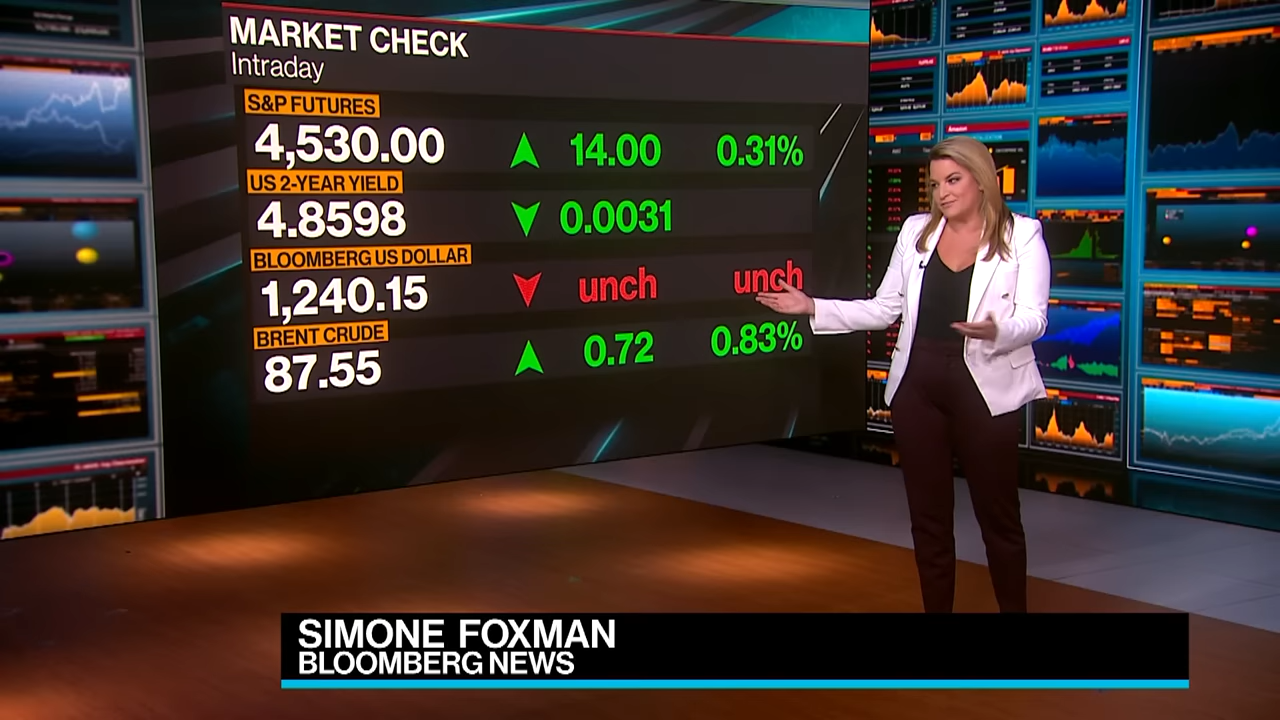 MARKET CHECK
Intraday
S&P FUTURES
4,530.00 14.00 0.31%
US 2-YEAR YIELD
4.8598 0.0031
BLOOMBERG US DOLLAR
1,240.15 unch unch
BRENT CRUDE
87.55 0.72 0.83%
SIMONE FOXMAN
BLOOMBERG NEWS